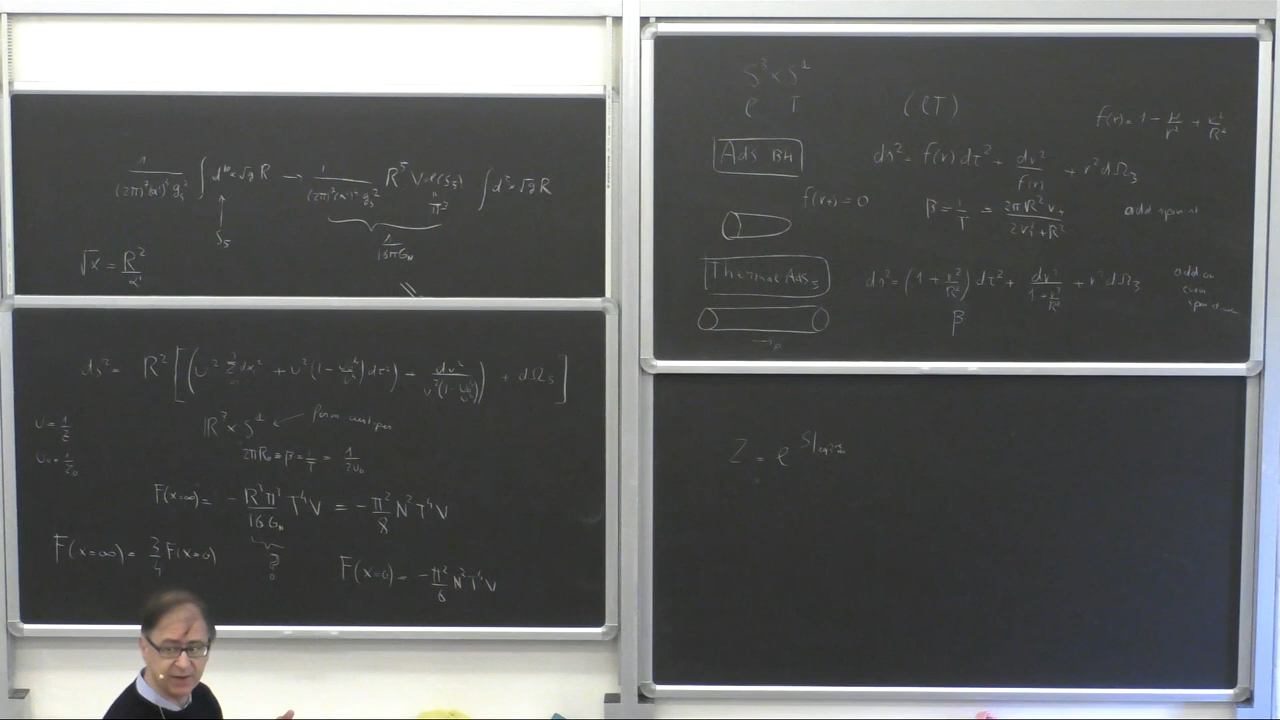 1/((2π)^7(α')^4 g_s^2) ∫ d^10x √g R → 1/((2π)^7(α')^4 g_s^2) R^5 Vol(S_5) ∫ d^5x √g R
π^3
S_5
1/(16πG_N)
√x = R^2/α'
ds^2 = R^2 [ ( u^2 Σ dx^2 + u^2(1 - u_0^4/u^4) dτ^2 ) + du^2/(u^2(1 - u_0^4/u^4)) ) + dΩ_5 ]
u = 1/z
ℝ^3 × S^1 ←
u_0 = 1/z_0
2πR_0 = β = 1/T =
F(x=∞) = - R^3π^3/(16 G_N) T^4 V = - π^2/8 N^2 T^4 V
F(x=∞) = 3/4 F(x=0)
?
F(x=0) = - π^2/6 N^2 T^4 V
S^3 × S^1
ℓ T
(ℓT)
f(r) = 1 - μ/r^2 + r^2/R^2
AdS BH
ds^2 = f(r) dτ^2 + dr^2/f(r) + r^2 dΩ_3
f(r_+) = 0
β = 1/T = 2πR^2 r_+/(2r_+^2 + R^2)
Thermal AdS_5
ds^2 = (1 + r^2/R^2) dτ^2 + dr^2/(1 + r^2/R^2) + r^2 dΩ_3
β
Z = e